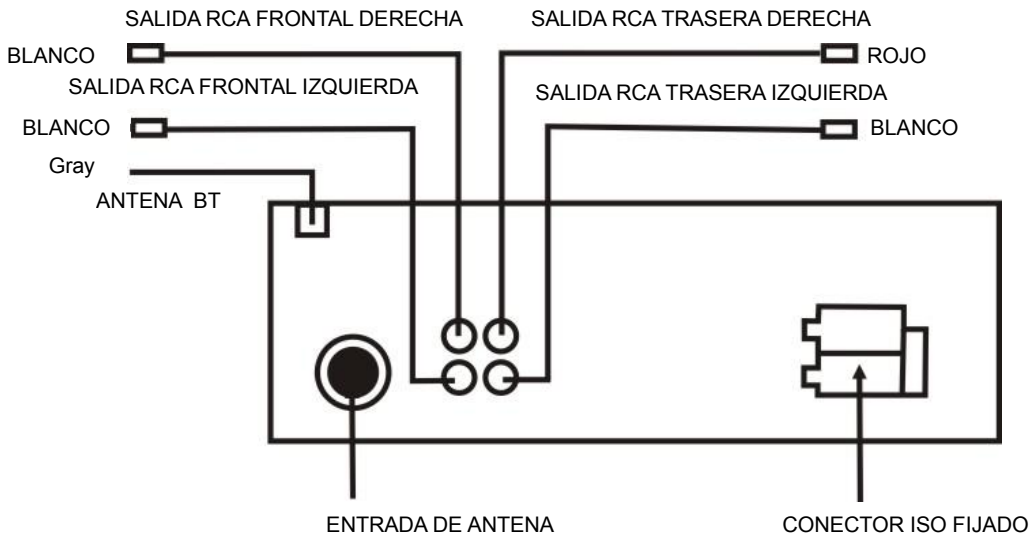 SALIDA RCA FRONTAL DERECHA
SALIDA RCA TRASERA DERECHA
BLANCO
ROJO
SALIDA RCA FRONTAL IZQUIERDA
SALIDA RCA TRASERA IZQUIERDA
BLANCO
BLANCO
Gray
ANTENA BT
ENTRADA DE ANTENA
CONECTOR ISO FIJADO